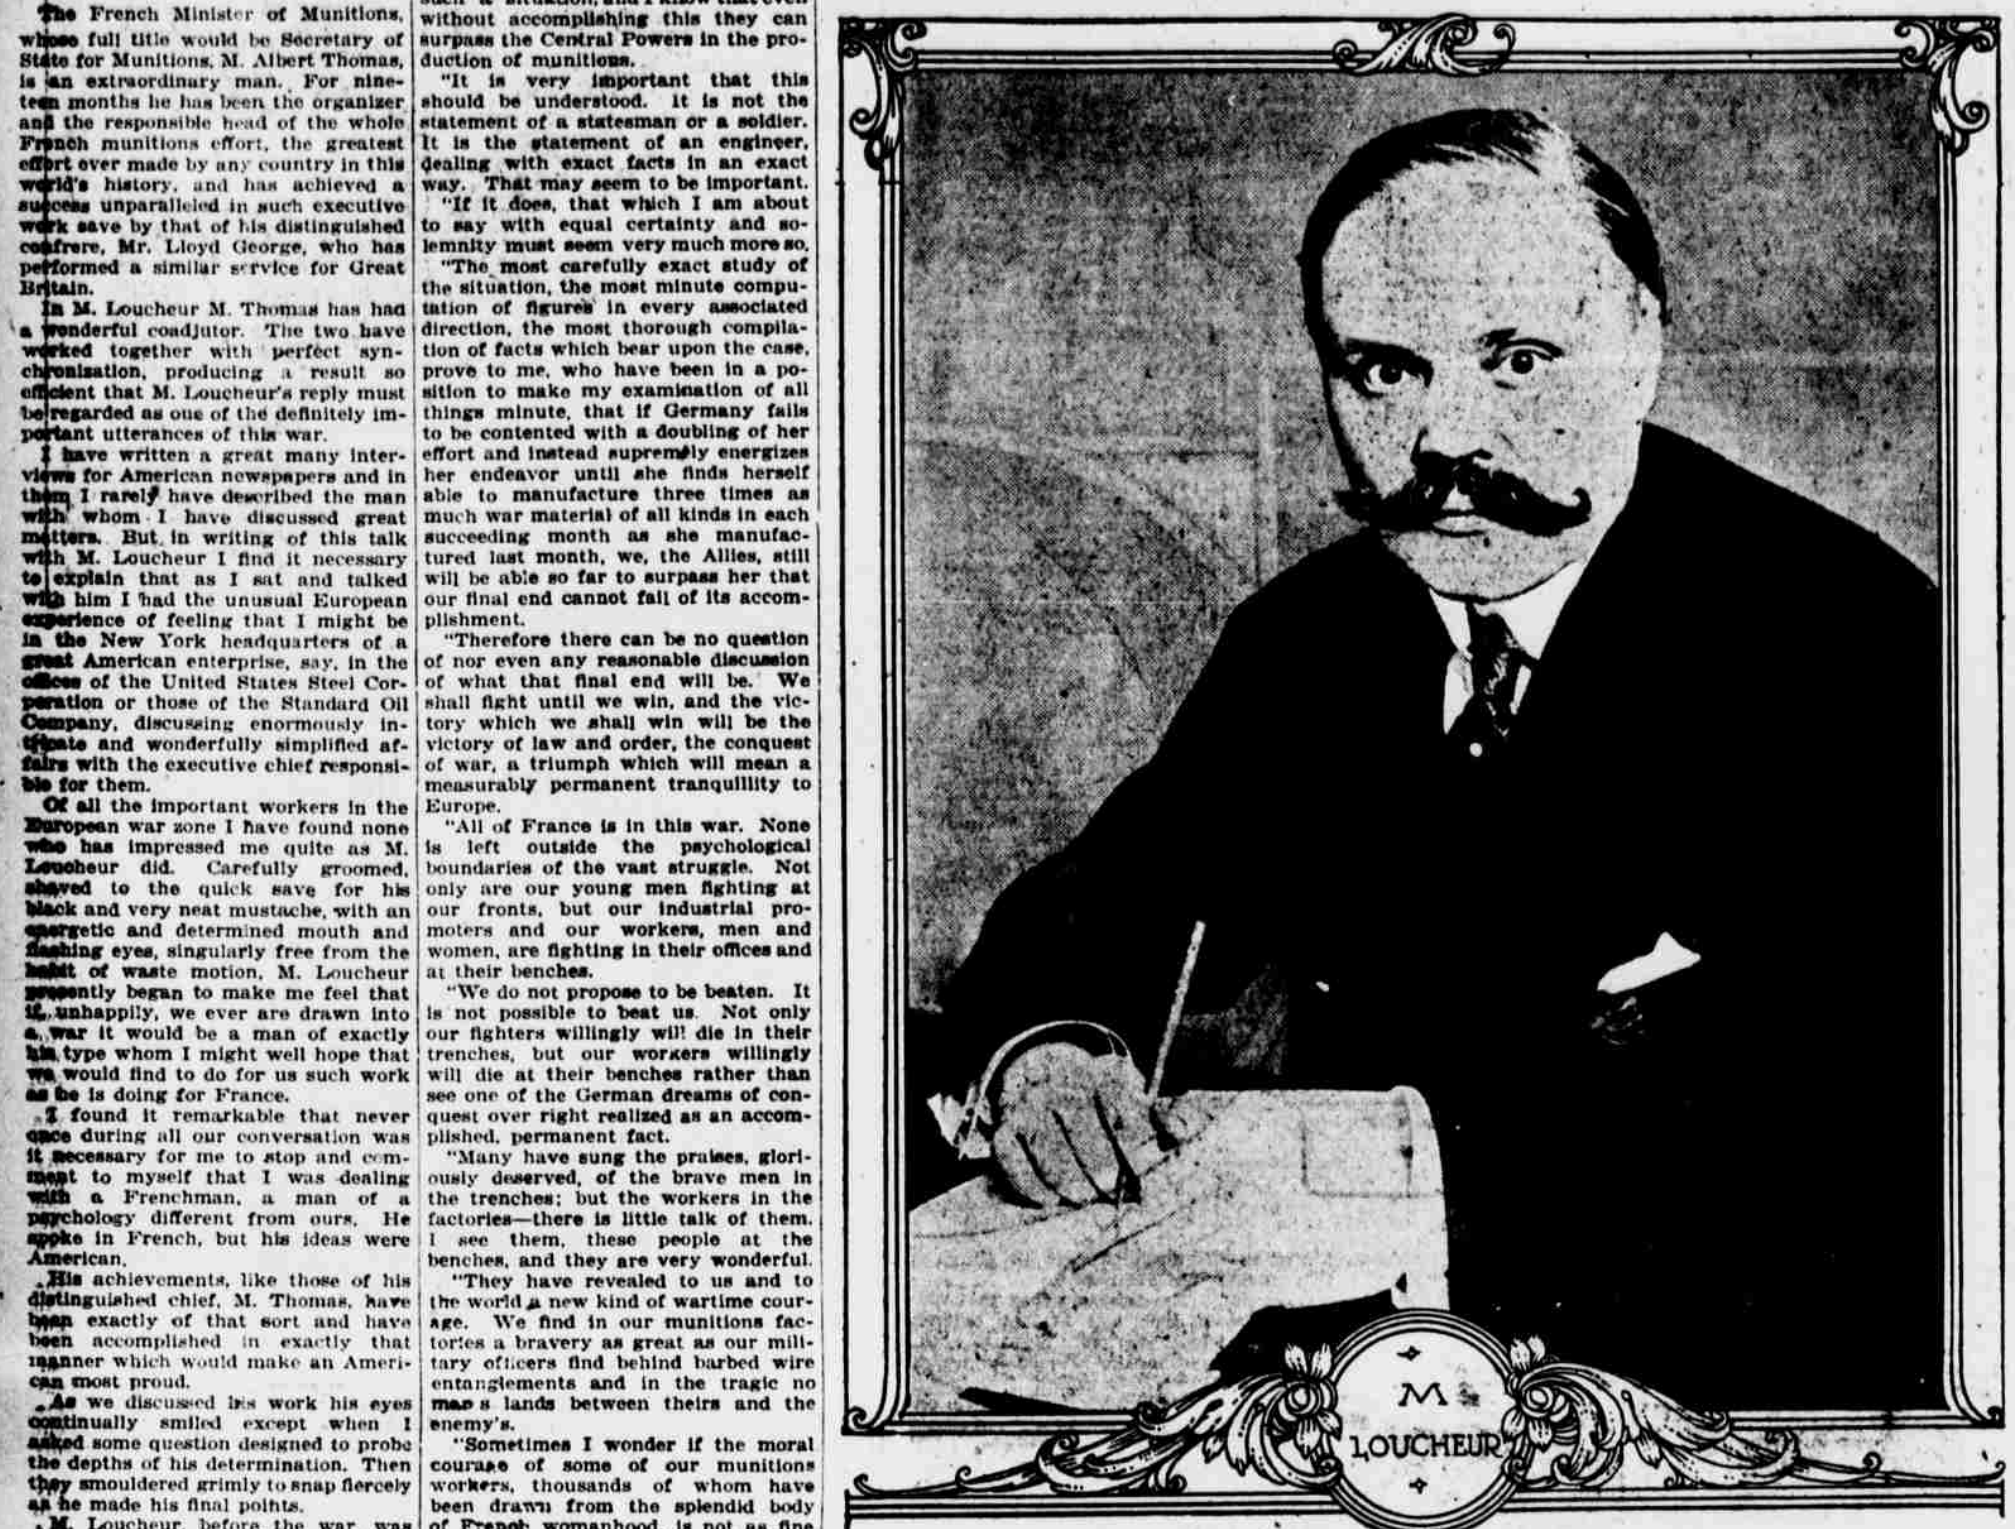 The French Minister of Munitions,
whose full title would be Secretary of
State for Munitions, M. Albert Thomas,
is an extraordinary man. For nine-
teen months he has been the organizer
and the responsible head of the whole
French munitions effort, the greatest
effort ever made by any country in this
world's history, and has achieved a
success unparalleled in such executive
work save by that of his distinguished
confrere, Mr. Lloyd George, who has
performed a similar service for Great
Britain.
In M. Loucheur M. Thomas has had
a wonderful coadjutor. The two have
worked together with perfect syn-
chronization, producing a result so
efficient that M. Loucheur's reply must
be regarded as one of the definitely im-
portant utterances of this war.
I have written a great many inter-
views for American newspapers and in
them I rarely have described the man
with whom I have discussed great
matters. But in writing of this talk
with M. Loucheur I find it necessary
to explain that as I sat and talked
with him I had the unusual European
experience of feeling that I might be
in the New York headquarters of a
great American enterprise, say, in the
offices of the United States Steel Cor-
poration or those of the Standard Oil
Company, discussing enormously in-
tricate and wonderfully simplified af-
fairs with the executive chief responsi-
ble for them.
Of all the important workers in the
European war zone I have found none
who has impressed me quite as M.
Loucheur did. Carefully groomed,
shaved to the quick save for his
black and very neat mustache, with an
energetic and determined mouth and
flashing eyes, singularly free from the
habit of waste motion, M. Loucheur
presently began to make me feel that
if, unhappily, we ever are drawn into
a war it would be a man of exactly
his type whom I might well hope that
we would find to do for us such work
as he is doing for France.
I found it remarkable that never
once during all our conversation was
it necessary for me to stop and com-
ment to myself that I was dealing
with a Frenchman, a man of a
psychology different from ours. He
spoke in French, but his ideas were
American.
His achievements, like those of his
distinguished chief, M. Thomas, have
been exactly of that sort and have
been accomplished in exactly that
manner which would make an Ameri-
can most proud.
As we discussed his work his eyes
continually smiled except when I
asked some question designed to probe
the depths of his determination. Then
they smouldered grimly to snap fiercely
as he made his final points.
M. Loucheur, before the war, was
such a situation, and I know that even
without accomplishing this they can
surpass the Central Powers in the pro-
duction of munitions.
"It is very important that this
should be understood. It is not the
statement of a statesman or a soldier.
It is the statement of an engineer,
dealing with exact facts in an exact
way. That may seem to be important.
"If it does, that which I am about
to say with equal certainty and so-
lemnity must seem very much more so.
"The most carefully exact study of
the situation, the most minute compu-
tation of figures in every associated
direction, the most thorough compila-
tion of facts which bear upon the case,
prove to me, who have been in a po-
sition to make my examination of all
things minute, that if Germany fails
to be contented with a doubling of her
effort and instead supremely energizes
her endeavor until she finds herself
able to manufacture three times as
much war material of all kinds in each
succeeding month as she manufac-
tured last month, we, the Allies, still
will be able so far to surpass her that
our final end cannot fail of its accom-
plishment.
"Therefore there can be no question
of nor even any reasonable discussion
of what that final end will be. We
shall fight until we win, and the vic-
tory which we shall win will be the
victory of law and order, the conquest
of war, a triumph which will mean a
measurably permanent tranquillity to
Europe.
"All of France is in this war. None
is left outside the psychological
boundaries of the vast struggle. Not
only are our young men fighting at
our fronts, but our industrial pro-
moters and our workers, men and
women, are fighting in their offices and
at their benches.
"We do not propose to be beaten. It
is not possible to beat us. Not only
our fighters willingly will die in their
trenches, but our workers willingly
will die at their benches rather than
see one of the German dreams of con-
quest over right realized as an accom-
plished, permanent fact.
"Many have sung the praises, glori-
ously deserved, of the brave men in
the trenches; but the workers in the
factories—there is little talk of them.
I see them, these people at the
benches, and they are very wonderful.
"They have revealed to us and to
the world a new kind of wartime cour-
age. We find in our munitions fac-
tories a bravery as great as our mili-
tary officers find behind barbed wire
entanglements and in the tragic no
man s lands between theirs and the
enemy's.
"Sometimes I wonder if the moral
courage of some of our munitions
workers, thousands of whom have
been drawn from the splendid body
of French womanhood, is not as fine
M
LOUCHEUR